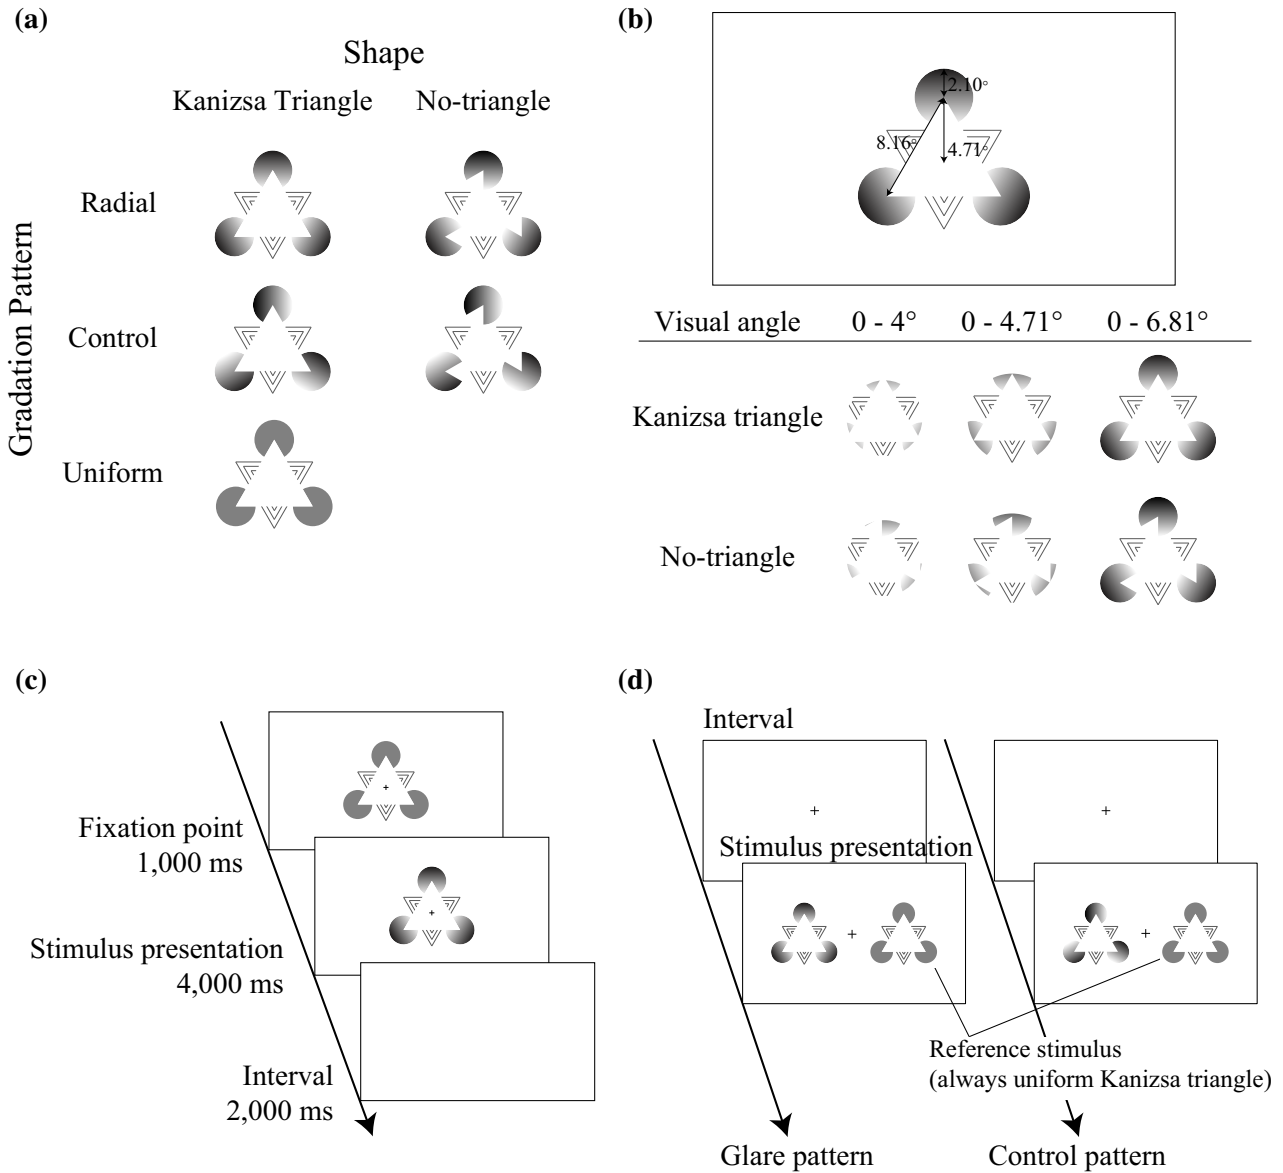 (a)
Shape
Kanizsa Triangle No-triangle
Gradation Pattern
Radial
Control
Uniform
(b)
2.10°
8.16°
4.71°
Visual angle 0 - 4° 0 - 4.71° 0 - 6.81°
Kanizsa triangle
No-triangle
(c)
Fixation point
1,000 ms
Stimulus presentation
4,000 ms
Interval
2,000 ms
(d)
Interval
Stimulus presentation
Reference stimulus
(always uniform Kanizsa triangle)
Glare pattern
Control pattern